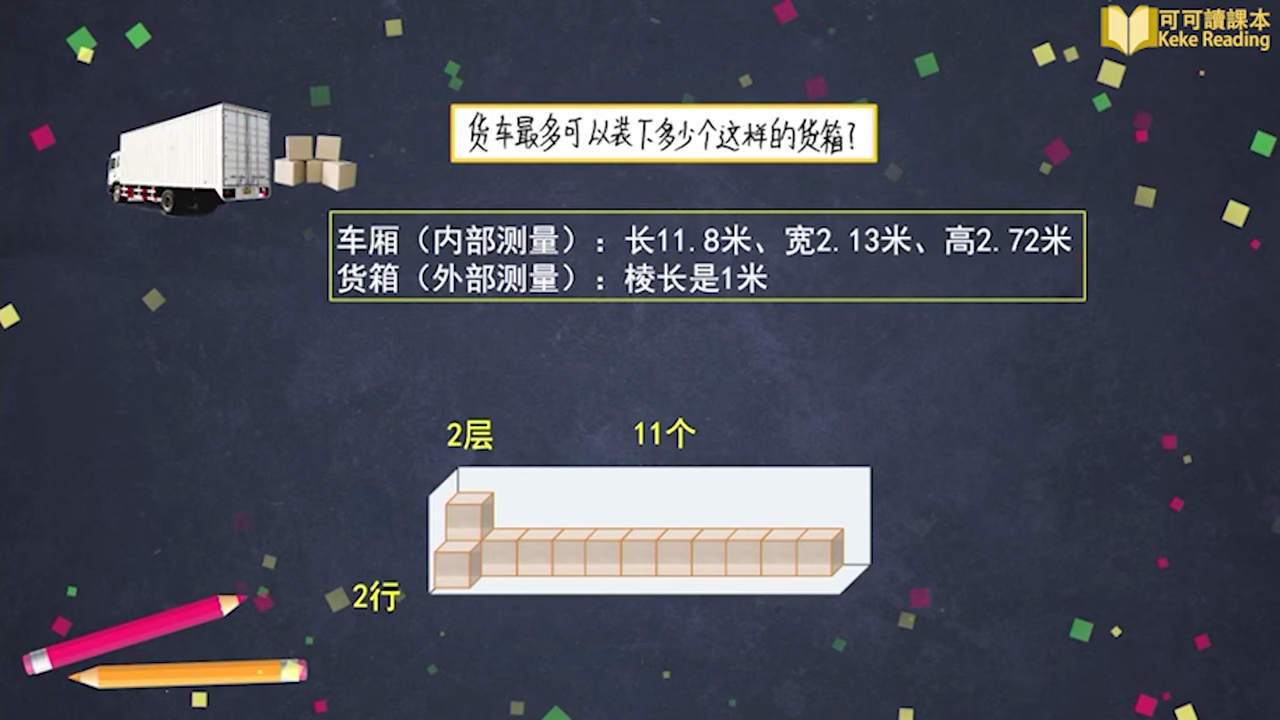 可可讀課本
Keke Reading
货车最多可以装下多少个这样的货箱？
车厢（内部测量）：长11.8米、宽2.13米、高2.72米
货箱（外部测量）：棱长是1米
2层
11个
2行